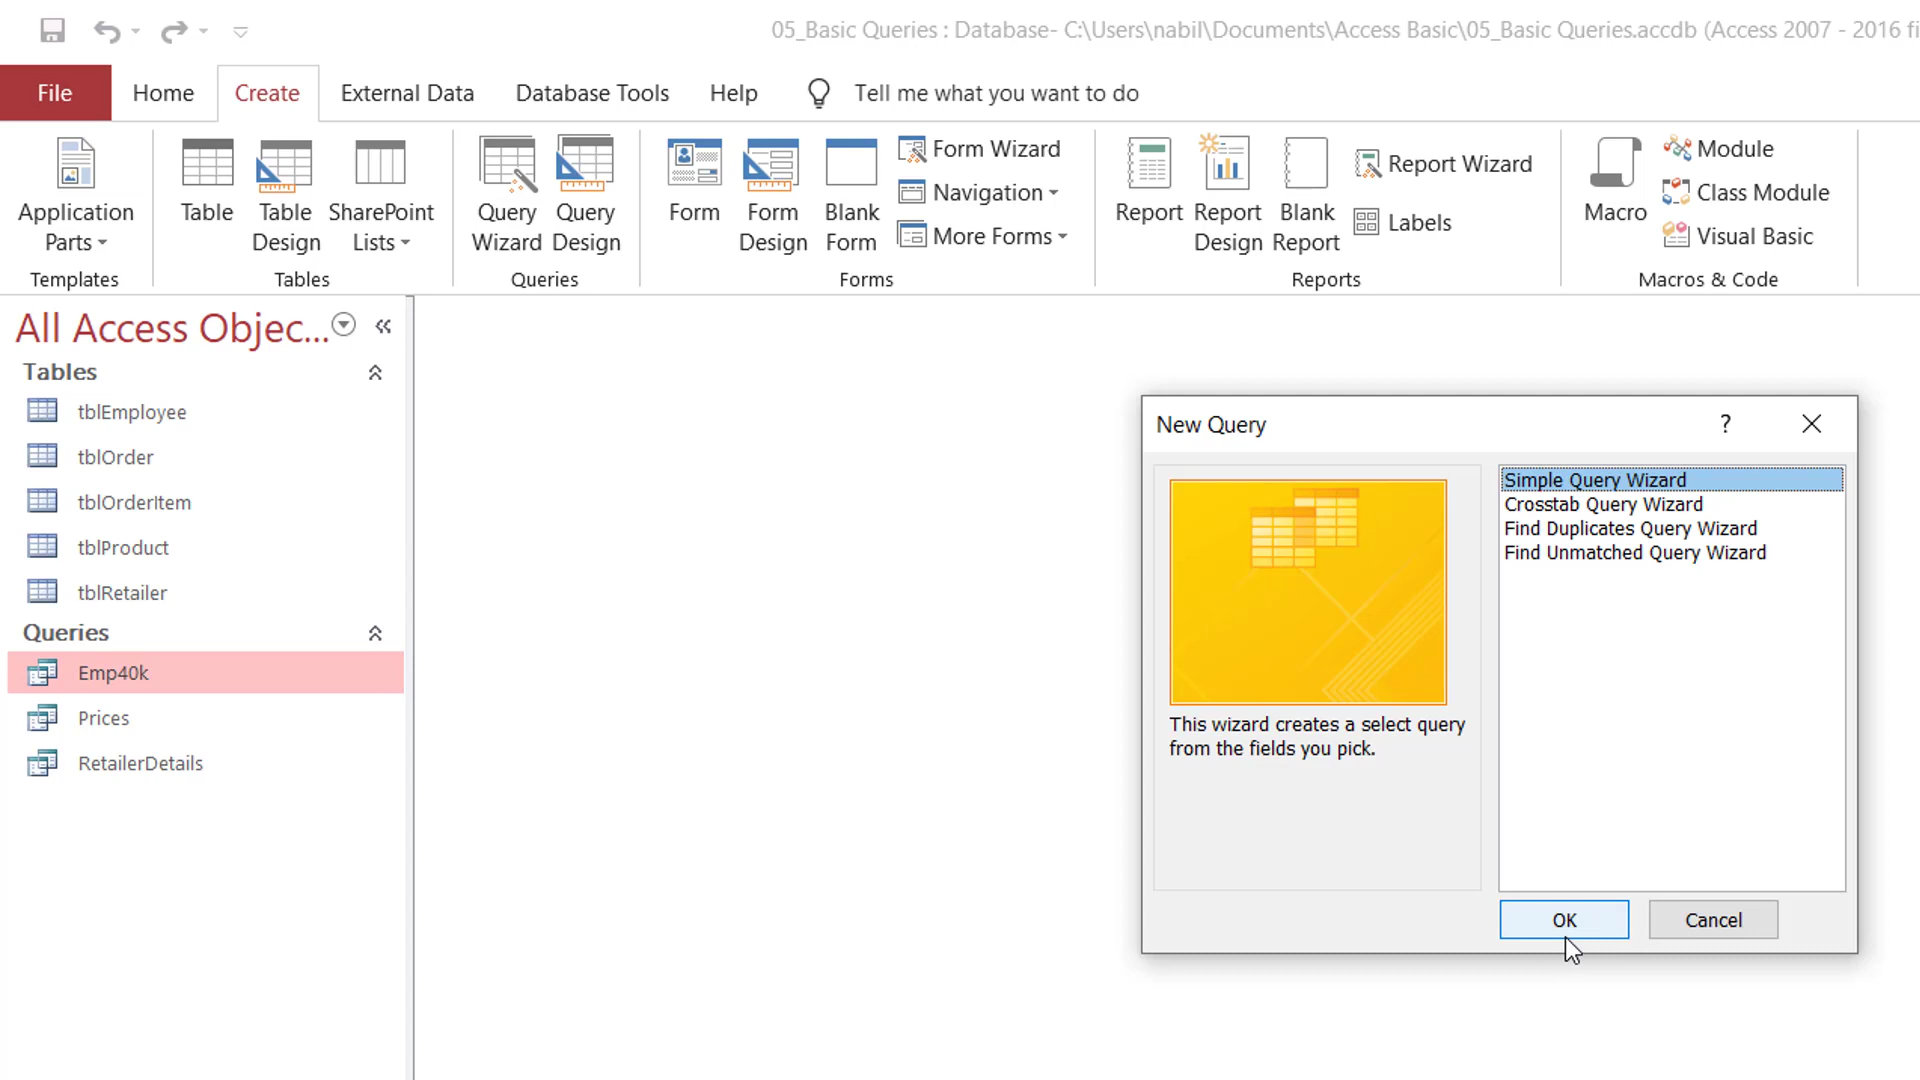 05_Basic Queries : Database- C:\Users\nabil\Documents\Access Basic\05_Basic Queries.accdb (Access 2007 - 2016 fi
File Home Create External Data Database Tools Help Tell me what you want to do
Application
Parts
Templates
Table
Table
Design
SharePoint
Lists
Tables
Query
Wizard
Query
Design
Queries
Form
Form
Design
Blank
Form
Form Wizard
Navigation
More Forms
Forms
Report
Report
Design
Blank
Report
Report Wizard
Labels
Reports
Macro
Module
Class Module
Visual Basic
Macros & Code
All Access Objec...
Tables
tblEmployee
tblOrder
tblOrderItem
tblProduct
tblRetailer
Queries
Emp40k
Prices
RetailerDetails
New Query
?
Simple Query Wizard
Crosstab Query Wizard
Find Duplicates Query Wizard
Find Unmatched Query Wizard
This wizard creates a select query
from the fields you pick.
OK Cancel